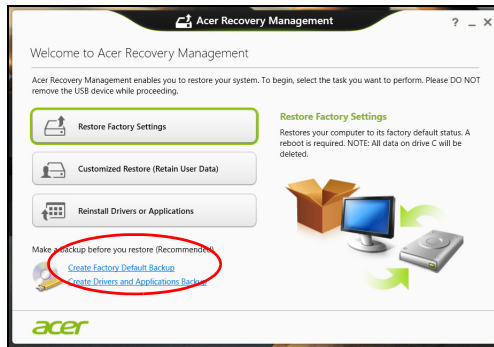 Acer Recovery Management
Welcome to Acer Recovery Management
Acer Recovery Management enables you to restore your system. To begin, select the task you want to perform. Please DO NOT
remove the USB device while proceeding.
Restore Factory Settings
Customized Restore (Retain User Data)
Reinstall Drivers or Applications
Restore Factory Settings
Restores your computer to its factory default status. A
reboot is required. NOTE: All data on drive C will be
deleted.
Make a backup before you restore (Recommended)
Create Factory Default Backup
Create Drivers and Applications Backup
acer